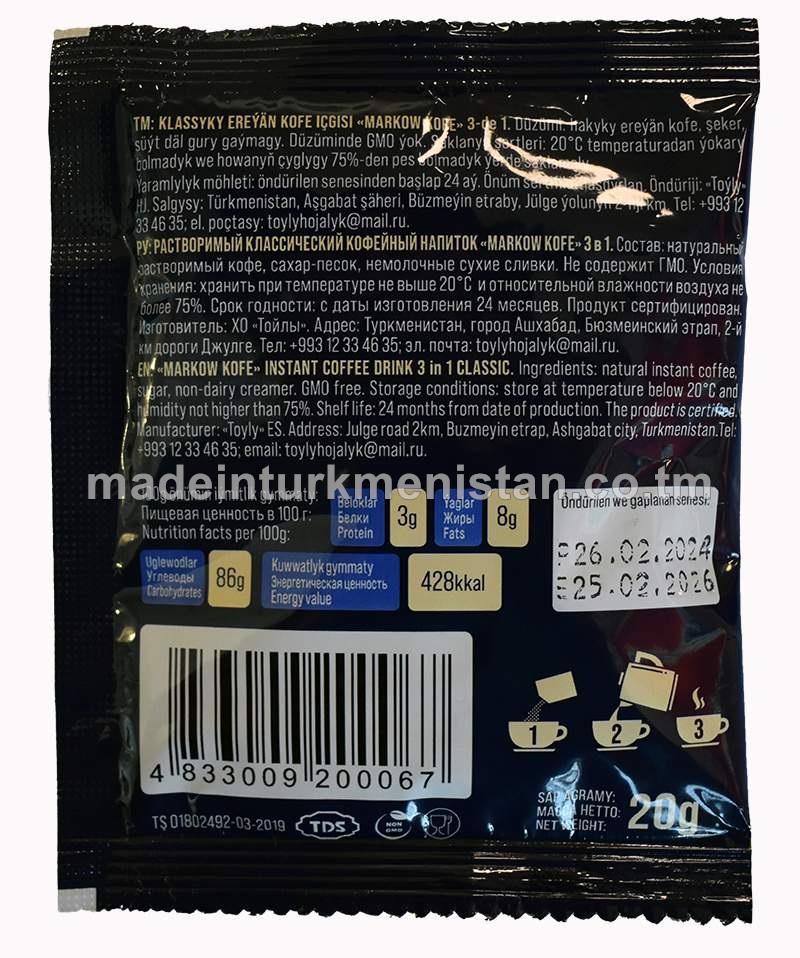 TM: KLASSYKY EREÝÄN KOFE IÇGISI «MARKOW KOFE» 3-de 1. Düzümi: hakyky ereýän kofe, şeker,
süýt däl gury gaýmagy. Düzüminde GMO ýok. Saklanyş şertleri: 20°C temperaturadan ýokary
bolmadyk we howanyň çyglygy 75%-den pes bolmadyk ýerde saklamaly.
Ýaramlylyk möhleti: öndürilen senesinden başlap 24 aý. Önüm Öndüriji: «Toýly»
HJ. Salgysy: Türkmenistan, Aşgabat şäheri, Büzmeýin etraby, Jülge ýolunyň 2-nji km, Tel: +993 12
33 46 35; el. poçtasy: toylyhojalyk@mail.ru.
РУ: РАСТВОРИМЫЙ КЛАССИЧЕСКИЙ КОФЕЙНЫЙ НАПИТОК «MARKOW KOFE» 3 в 1. Состав: натуральный
растворимый кофе, сахар-песок, немолочные сухие сливки. Не содержит ГМО. Условия
хранения: хранить при температуре не выше 20°C и относительной влажности воздуха не
более 75%. Срок годности: с даты изготовления 24 месяцев. Продукт сертифицирован.
Изготовитель: ХО «Тойлы». Адрес: Туркменистан, город Ашхабад, Бюзмеинский этрап, 2-й
км дороги Джулге. Тел: +993 12 33 46 35; эл. почта: toylyhojalyk@mail.ru.
EN: «MARKOW KOFE» INSTANT COFFEE DRINK 3 in 1 CLASSIC. Ingredients: natural instant coffee,
sugar, non-dairy creamer. GMO free. Storage conditions: store at temperature below 20°C and
humidity not higher than 75%. Shelf life: 24 months from date of production. The product is certified.
Manufacturer: «Toyly» ES. Address: Julge road 2km, Buzmeyin etrap, Ashgabat city, Turkmenistan.Tel:
+993 12 33 46 35; email: toylyhojalyk@mail.ru.
madeinturkmenistan.co.tm
100g önümiň iýmitlik gymmaty:
Пищевая ценность в 100 г:
Nutrition facts per 100g:
Beloklar
Белки
Protein
3g
Ýaglar
Жиры
Fats
8g
Uglewodlar
Углеводы
Carbohydrates
86g
Kuwwatlyk gymmaty
Энергетическая ценность
Energy value
428kkal
Öndürilen we gaplanan senesi:
P26.02.2024
E25.02.2026
1 2 3
4 833009 200067
SAP AGRAMY:
МАССА НЕТТО:
NET WEIGHT:
20g
TŞ 01802492-03-2019
TDS
NON
GMO